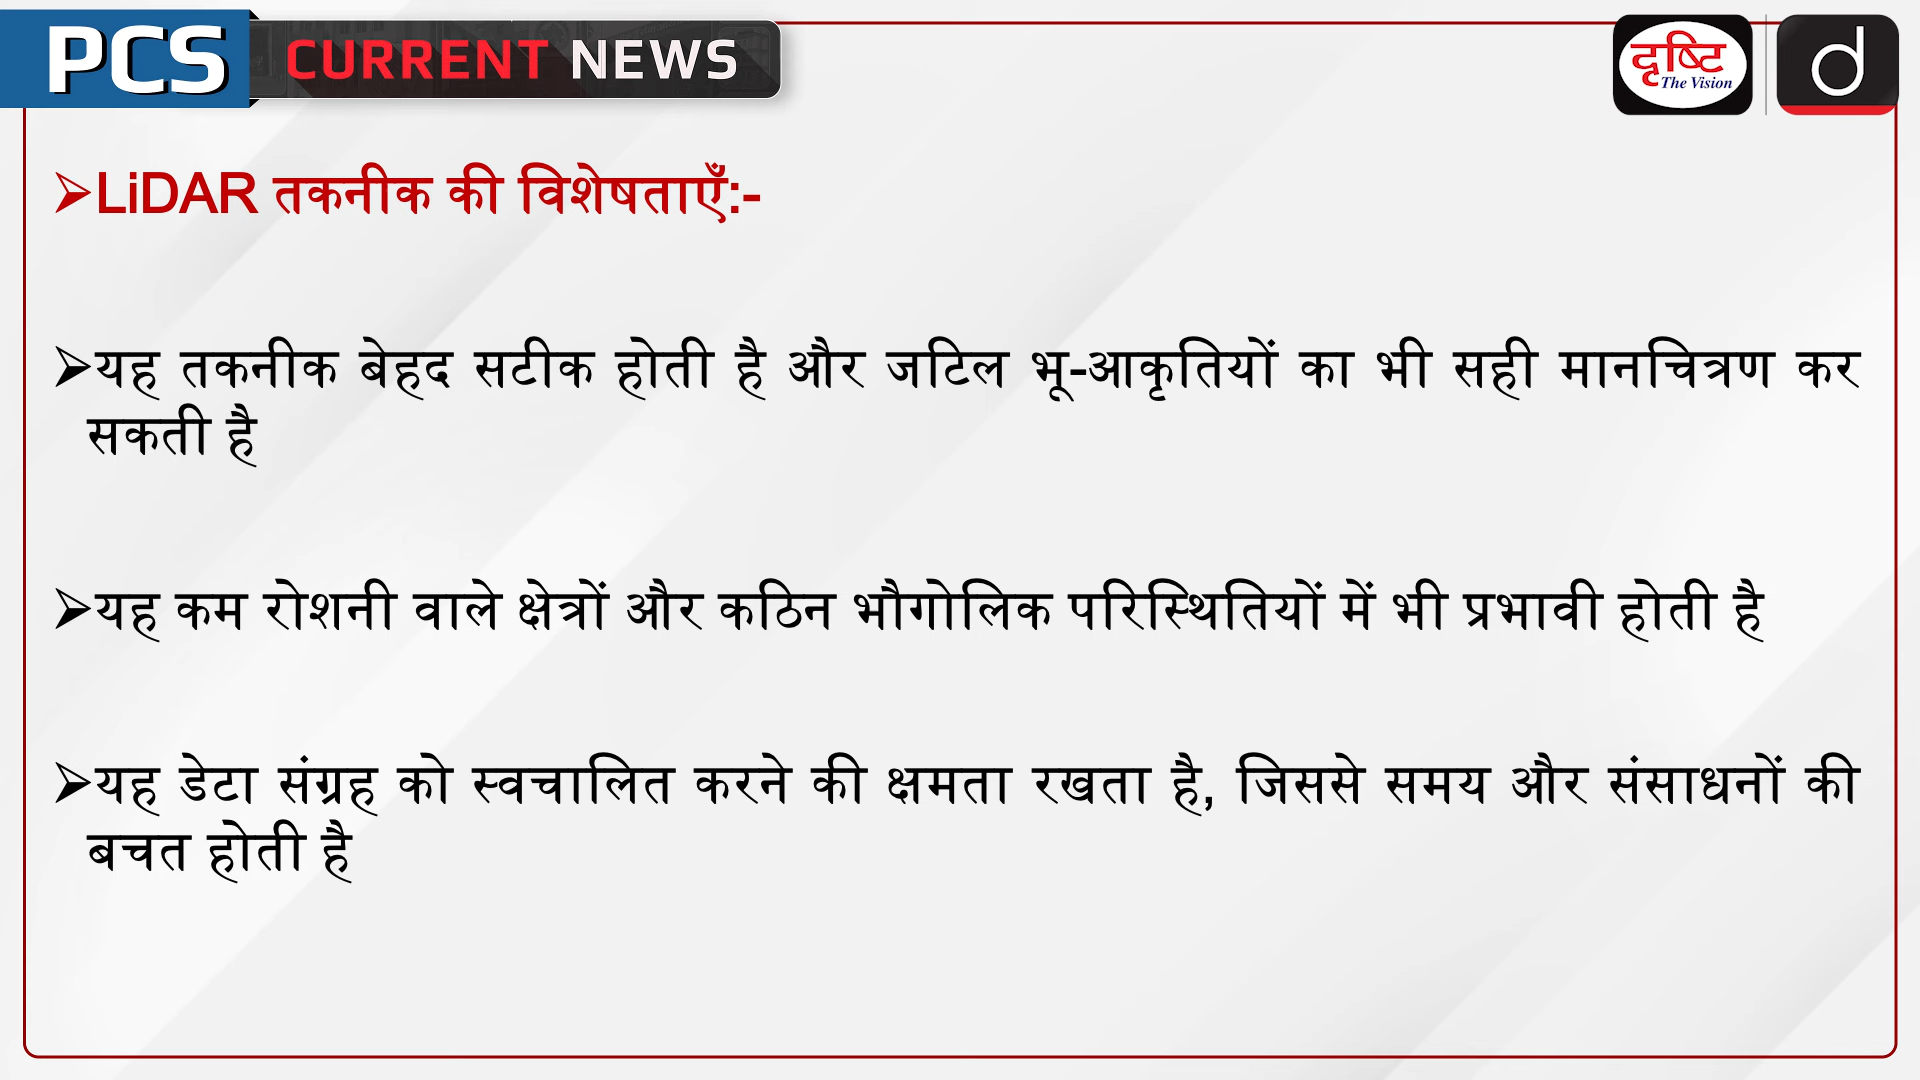 PCS CURRENT NEWS
दृष्टि
The Vision
d
➢LiDAR तकनीक की विशेषताएँ:-
➢यह तकनीक बेहद सटीक होती है और जटिल भू-आकृतियों का भी सही मानचित्रण कर
सकती है
➢यह कम रोशनी वाले क्षेत्रों और कठिन भौगोलिक परिस्थितियों में भी प्रभावी होती है
➢यह डेटा संग्रह को स्वचालित करने की क्षमता रखता है, जिससे समय और संसाधनों की
बचत होती है